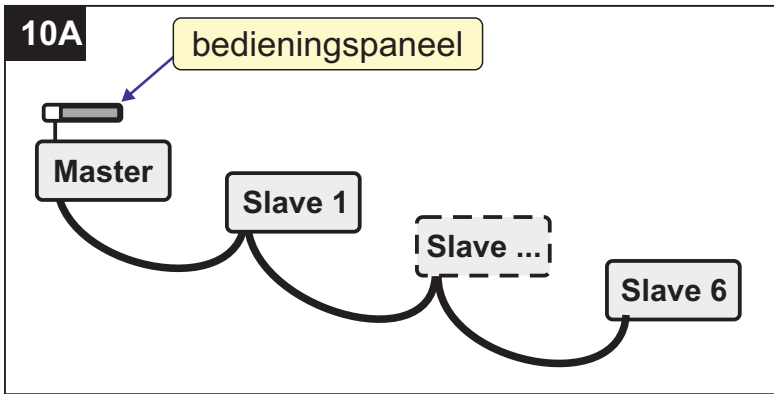 10A
bedieningspaneel
Master
Slave 1
Slave ...
Slave 6